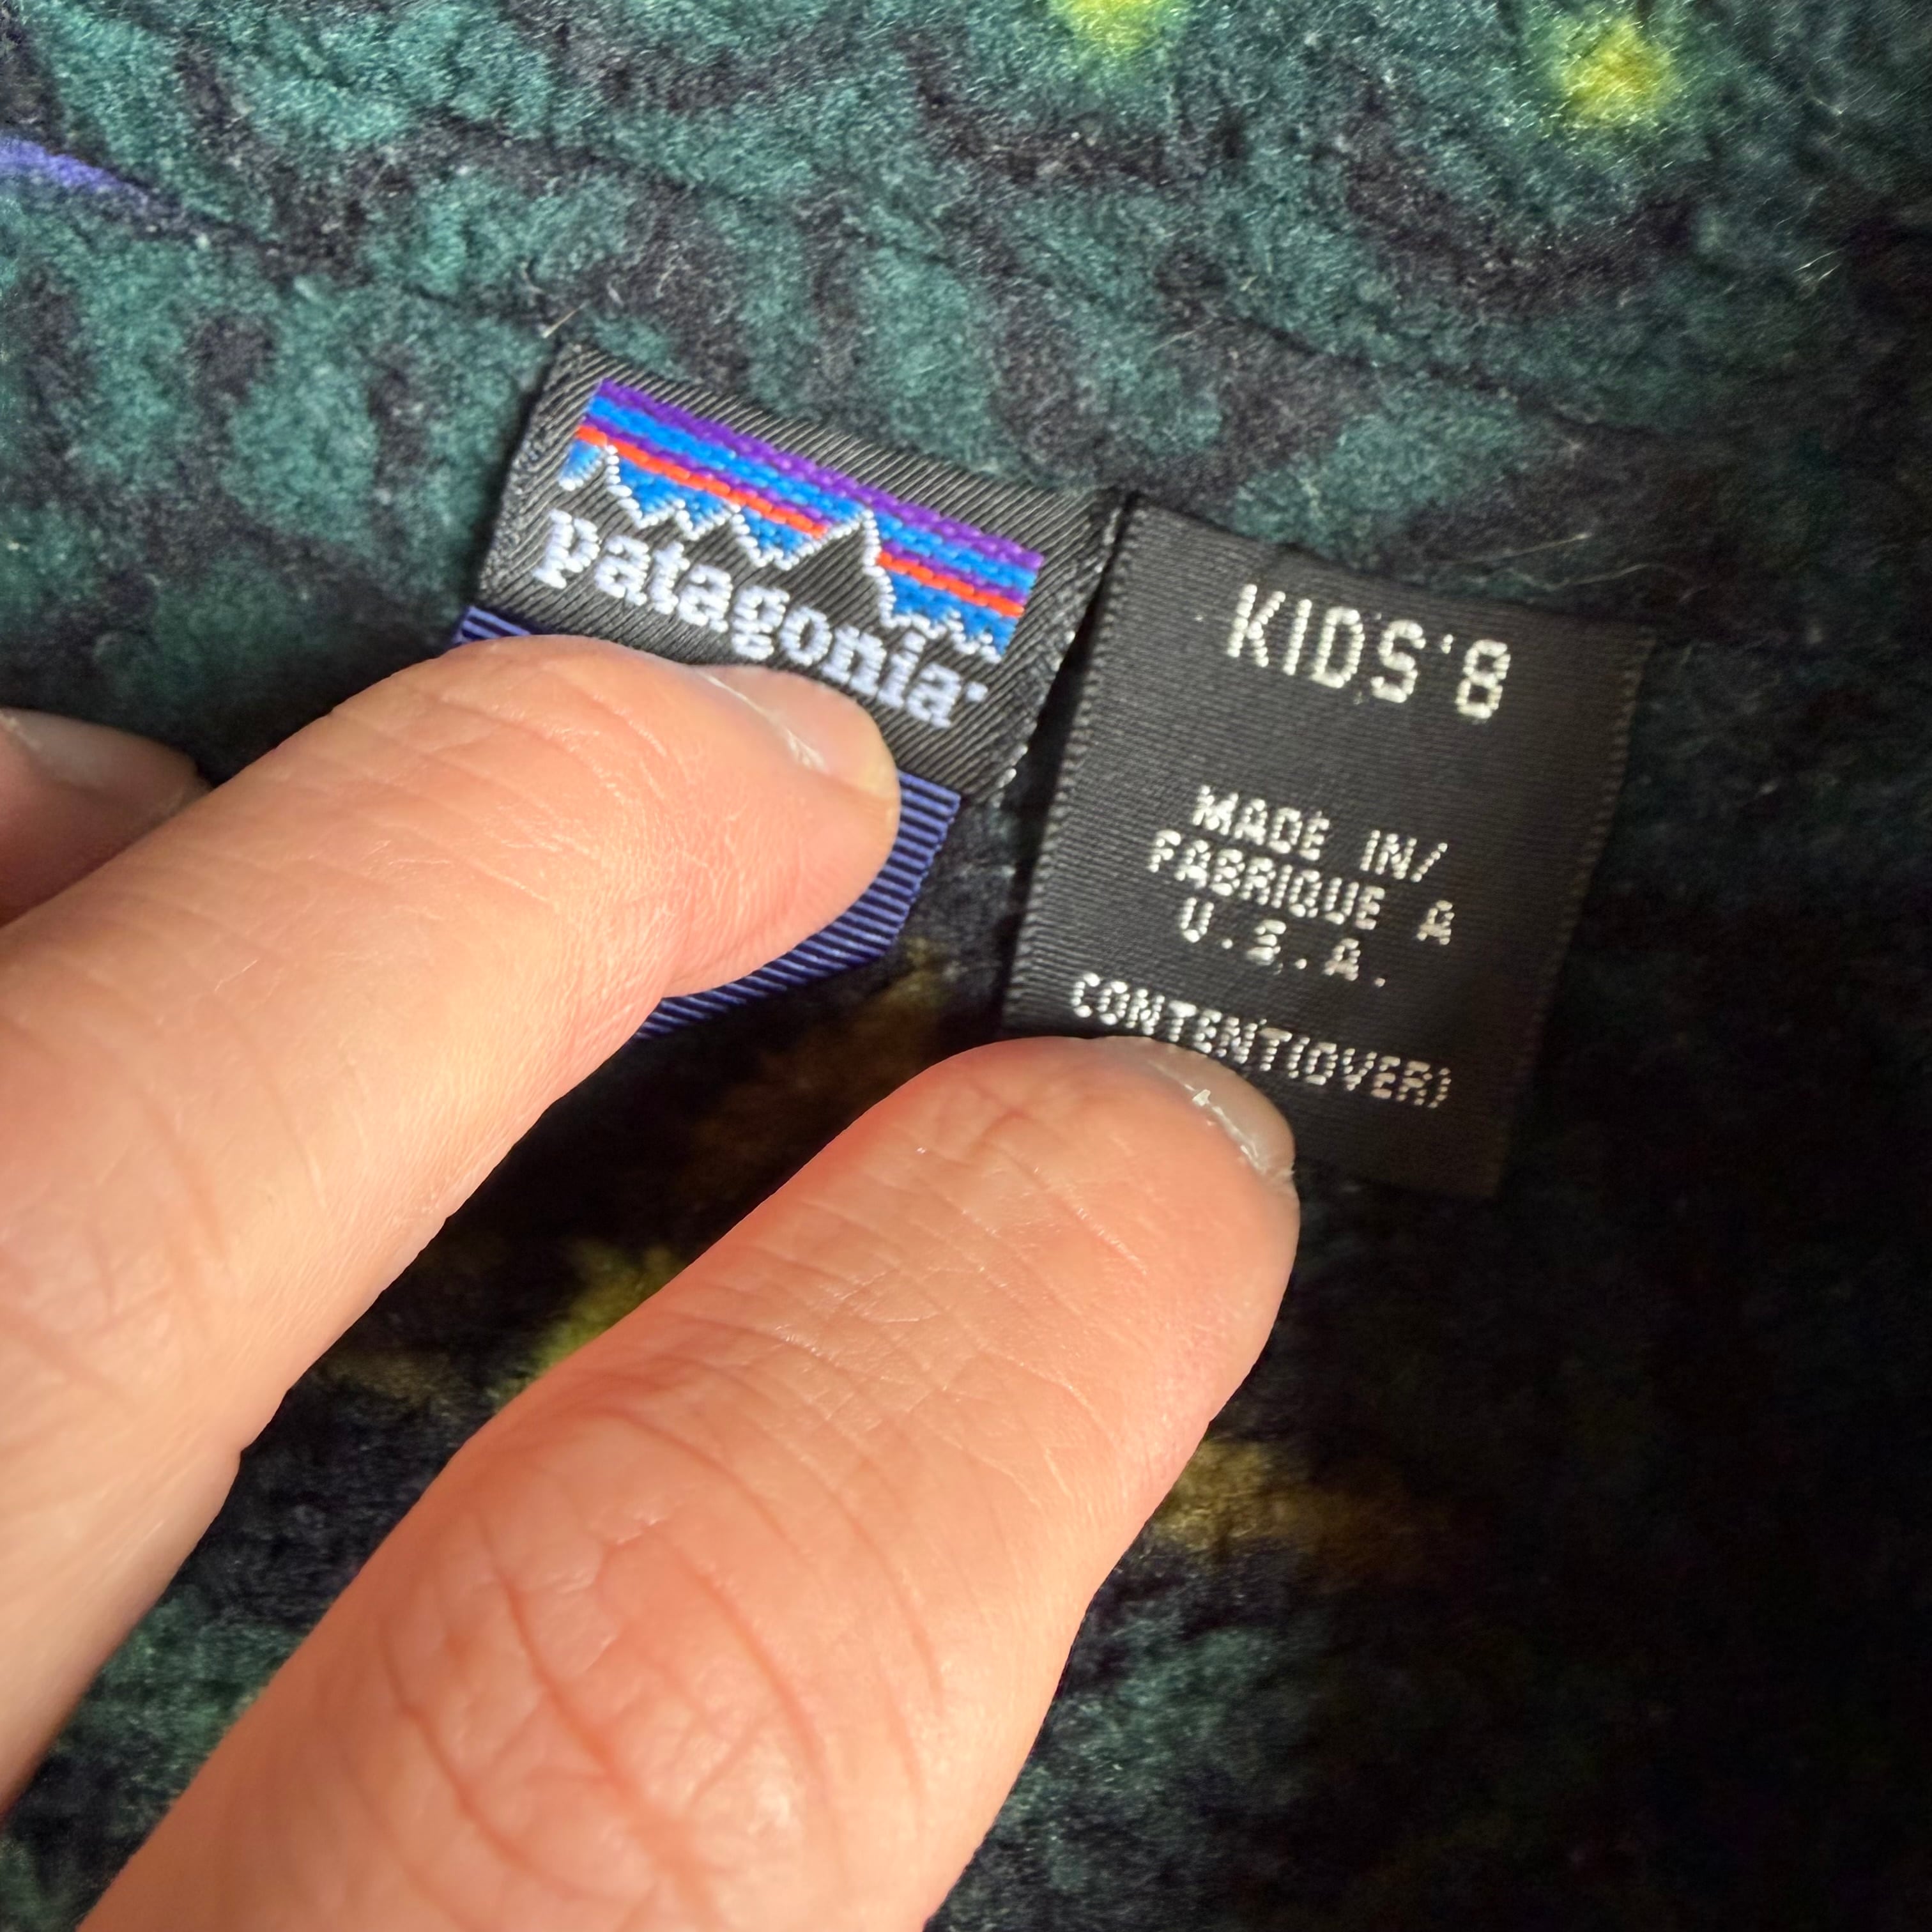 patagonia
KIDS'8
MADE IN/
FABRIQUE A
U.S.A.
CONTENT(OVER)